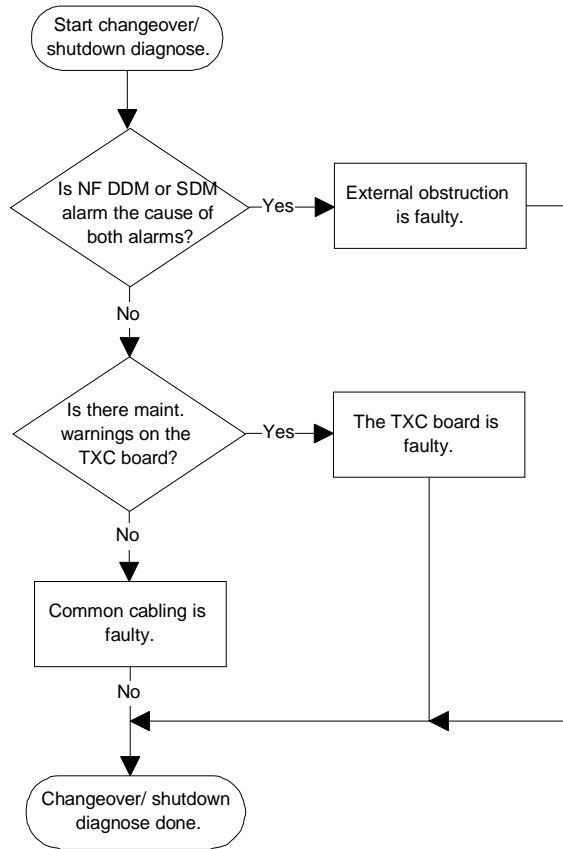 Start changeover/
shutdown diagnose.
Is NF DDM or SDM
alarm the cause of
both alarms?
Yes
External obstruction
is faulty.
No
Is there maint.
warnings on the
TXC board?
Yes
The TXC board is
faulty.
No
Common cabling is
faulty.
No
Changeover/ shutdown
diagnose done.